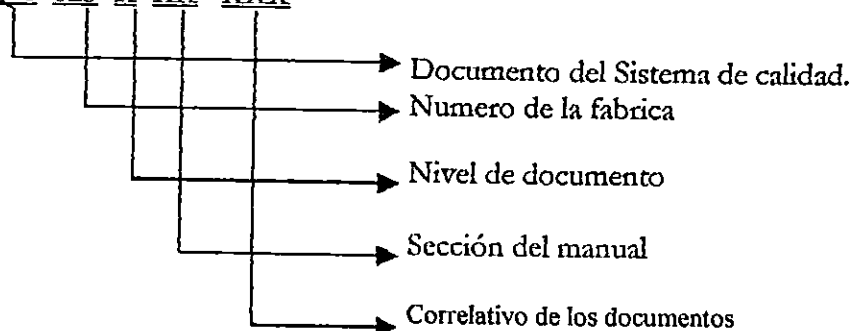 Documento del Sistema de calidad.
Numero de la fabrica
Nivel de documento
Sección del manual
Correlativo de los documentos